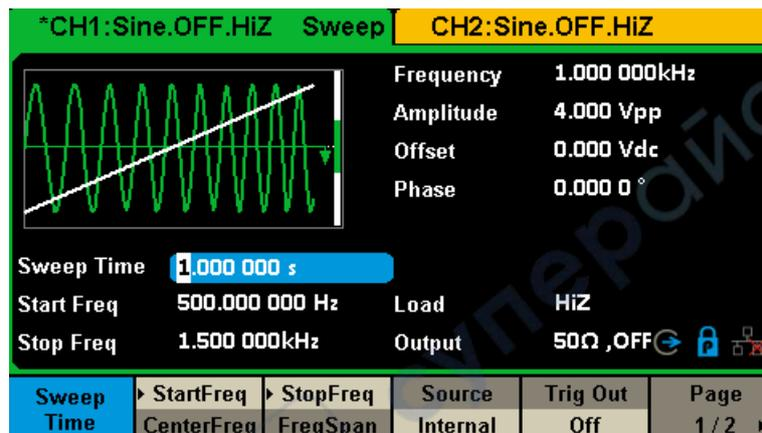 *CH1:Sine.OFF.HiZ Sweep CH2:Sine.OFF.HiZ
Frequency 1.000 000kHz
Amplitude 4.000 Vpp
Offset 0.000 Vdc
Phase 0.000 0 °
Sweep Time 1.000 000 s
Start Freq 500.000 000 Hz Load HiZ
Stop Freq 1.500 000kHz Output 50Ω ,OFF P
Sweep Time StartFreq StopFreq Source Trig Out Page
CenterFreq FreqSpan Internal Off 1/2
супер